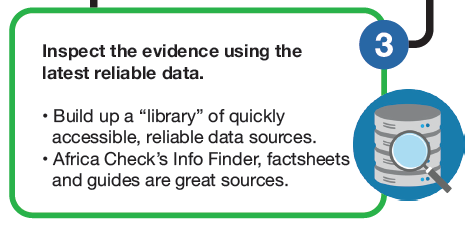 3
Inspect the evidence using the
latest reliable data.
• Build up a “library” of quickly
accessible, reliable data sources.
• Africa Check’s Info Finder, factsheets
and guides are great sources.